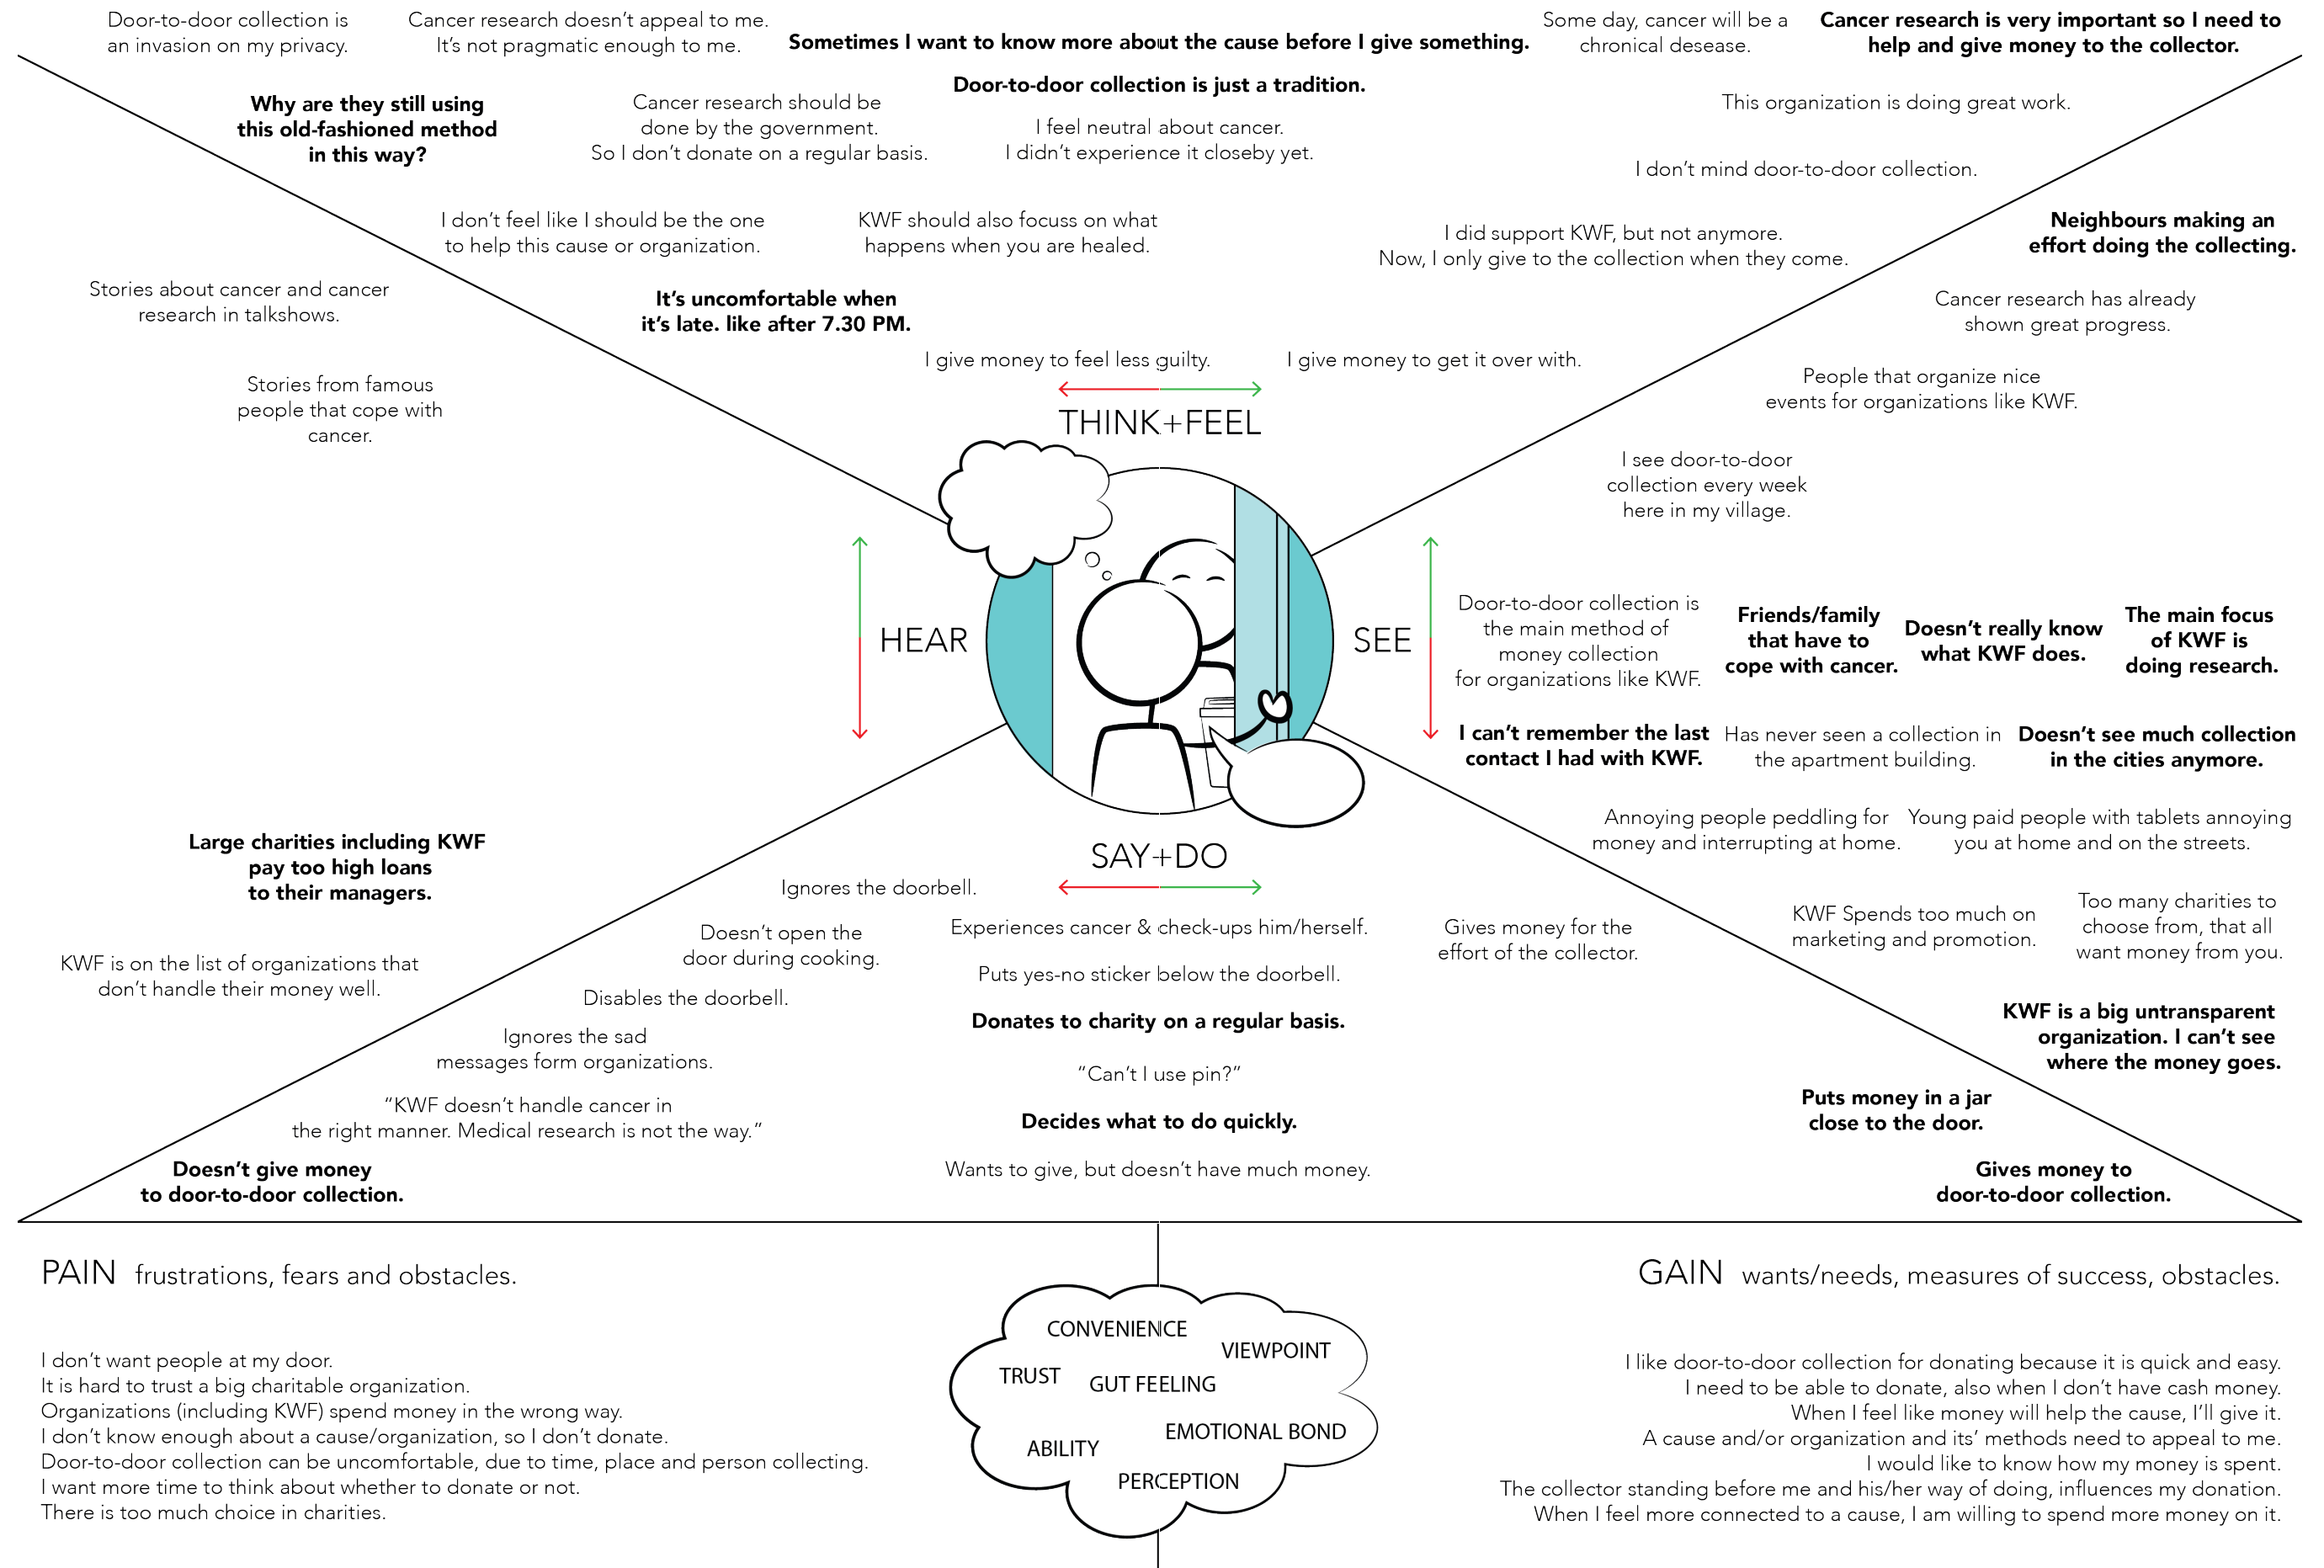 Door-to-door collection is
an invasion on my privacy.
Cancer research doesn't appeal to me.
It's not pragmatic enough to me.
Sometimes I want to know more about the cause before I give something.
Some day, cancer will be a
chronical desease.
Cancer research is very important so I need to
help and give money to the collector.
Door-to-door collection is just a tradition.
Why are they still using
this old-fashioned method
in this way?
Cancer research should be
done by the government.
So I don't donate on a regular basis.
I feel neutral about cancer.
I didn't experience it closeby yet.
This organization is doing great work.
I don't mind door-to-door collection.
I don't feel like I should be the one
to help this cause or organization.
KWF should also focuss on what
happens when you are healed.
I did support KWF, but not anymore.
Now, I only give to the collection when they come.
It's uncomfortable when
it's late. like after 7.30 PM.
I give money to feel less guilty.
I give money to get it over with.
THINK+FEEL
Stories about cancer and cancer
research in talkshows.
Stories from famous
people that cope with
cancer.
HEAR
Large charities including KWF
pay too high loans
to their managers.
KWF is on the list of organizations that
don't handle their money well.
Neighbours making an
effort doing the collecting.
Cancer research has already
shown great progress.
People that organize nice
events for organizations like KWF.
I see door-to-door
collection every week
here in my village.
SEE
Door-to-door collection is
the main method of
money collection
for organizations like KWF.
Friends/family
that have to
cope with cancer.
Doesn't really know
what KWF does.
The main focus
of KWF is
doing research.
I can't remember the last
contact I had with KWF.
Has never seen a collection in
the apartment building.
Doesn't see much collection
in the cities anymore.
Annoying people peddling for
money and interrupting at home.
Young paid people with tablets annoying
you at home and on the streets.
KWF Spends too much on
marketing and promotion.
Too many charities to
choose from, that all
want money from you.
KWF is a big untransparent
organization. I can't see
where the money goes.
SAY+DO
Ignores the doorbell.
Doesn't open the
door during cooking.
Disables the doorbell.
Ignores the sad
messages form organizations.
"KWF doesn't handle cancer in
the right manner. Medical research is not the way."
Doesn't give money
to door-to-door collection.
Experiences cancer & check-ups him/herself.
Puts yes-no sticker below the doorbell.
Donates to charity on a regular basis.
"Can't I use pin?"
Decides what to do quickly.
Wants to give, but doesn't have much money.
Gives money for the
effort of the collector.
Puts money in a jar
close to the door.
Gives money to
door-to-door collection.
PAIN frustrations, fears and obstacles.
I don't want people at my door.
It is hard to trust a big charitable organization.
Organizations (including KWF) spend money in the wrong way.
I don't know enough about a cause/organization, so I don't donate.
Door-to-door collection can be uncomfortable, due to time, place and person collecting.
I want more time to think about whether to donate or not.
There is too much choice in charities.
CONVENIENCE
VIEWPOINT
TRUST
GUT FEELING
EMOTIONAL BOND
ABILITY
PERCEPTION
GAIN wants/needs, measures of success, obstacles.
I like door-to-door collection for donating because it is quick and easy.
I need to be able to donate, also when I don't have cash money.
When I feel like money will help the cause, I'll give it.
A cause and/or organization and its' methods need to appeal to me.
I would like to know how my money is spent.
The collector standing before me and his/her way of doing, influences my donation.
When I feel more connected to a cause, I am willing to spend more money on it.